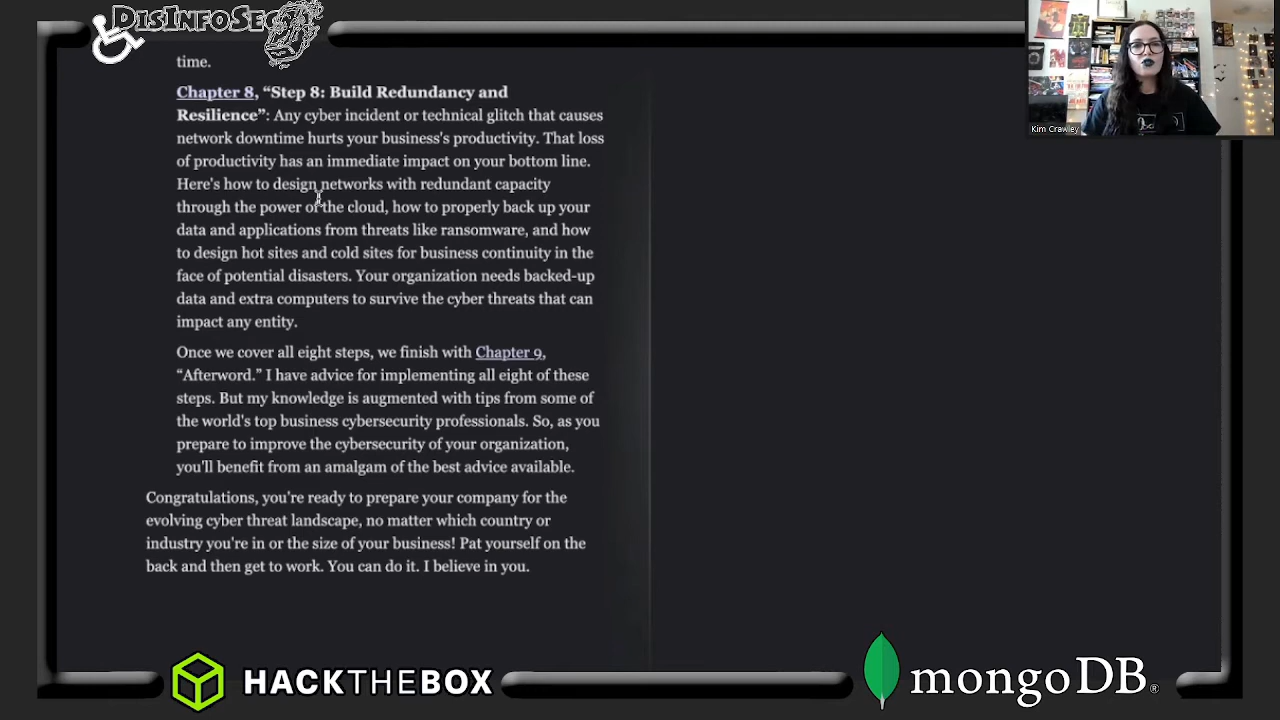 DisInfoSec
time.
Chapter 8, “Step 8: Build Redundancy and
Resilience”: Any cyber incident or technical glitch that causes
network downtime hurts your business's productivity. That loss
of productivity has an immediate impact on your bottom line.
Here's how to design networks with redundant capacity
through the power of the cloud, how to properly back up your
data and applications from threats like ransomware, and how
to design hot sites and cold sites for business continuity in the
face of potential disasters. Your organization needs backed-up
data and extra computers to survive the cyber threats that can
impact any entity.
Once we cover all eight steps, we finish with Chapter 9,
“Afterword.” I have advice for implementing all eight of these
steps. But my knowledge is augmented with tips from some of
the world's top business cybersecurity professionals. So, as you
prepare to improve the cybersecurity of your organization,
you'll benefit from an amalgam of the best advice available.
Congratulations, you're ready to prepare your company for the
evolving cyber threat landscape, no matter which country or
industry you're in or the size of your business! Pat yourself on the
back and then get to work. You can do it. I believe in you.
Kim Crawley
HACKTHEBOX
mongoDB®